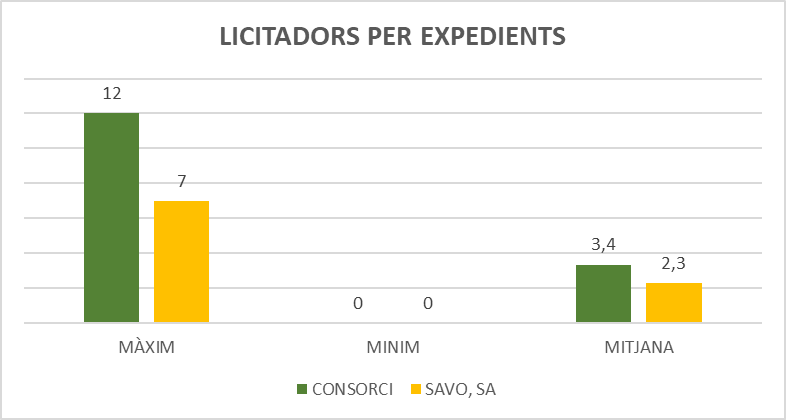 LICITADORS PER EXPEDIENTS
12
7
0
0
3,4
2,3
MÀXIM
MINIM
MITJANA
CONSORCI
SAVO, SA